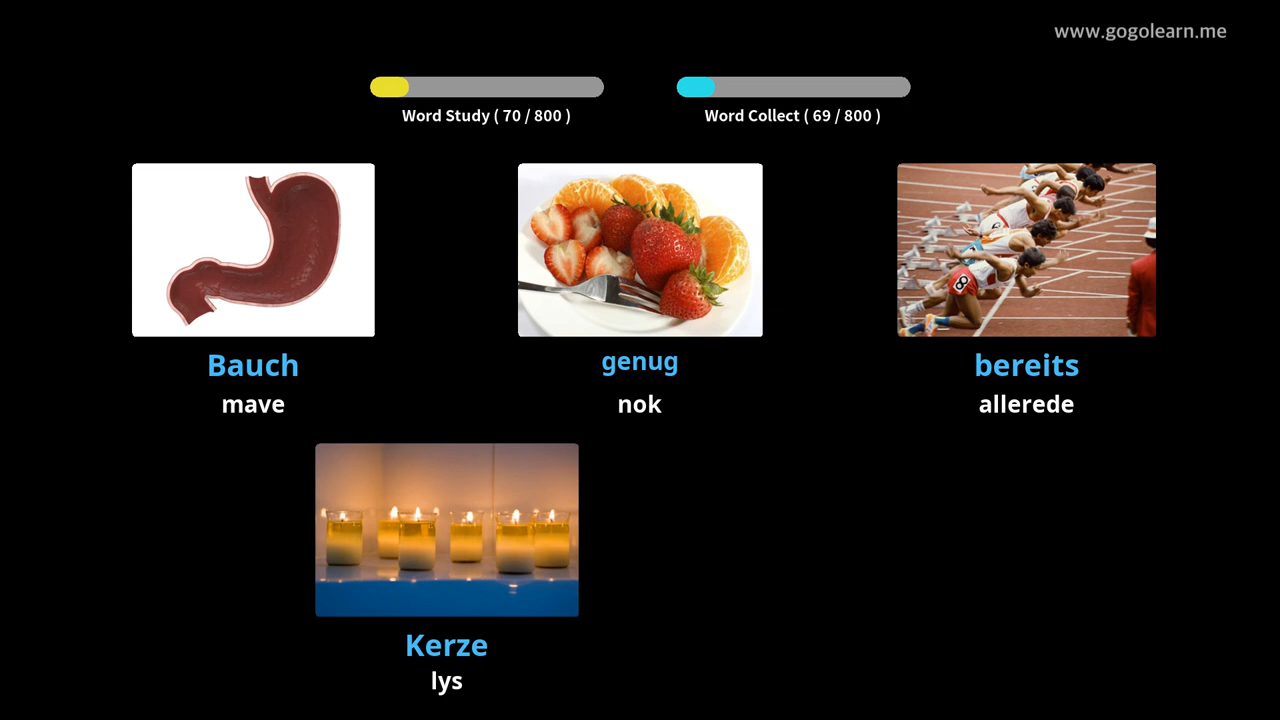 www.gogolearn.me
Word Study ( 70 / 800 )
Word Collect ( 69 / 800 )
Bauch
mave
genug
nok
bereits
allerede
Kerze
lys